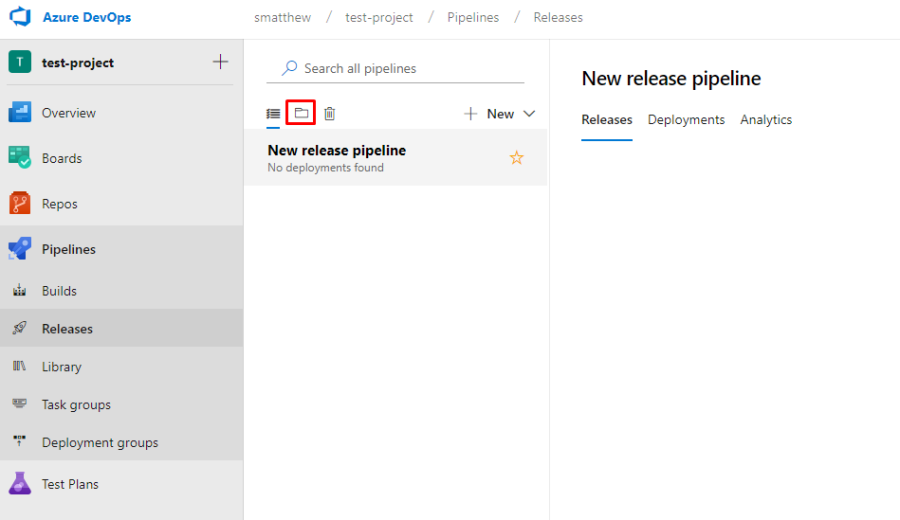 Azure DevOps
smatthew / test-project / Pipelines / Releases
T test-project
Overview
Boards
Repos
Pipelines
Builds
Releases
Library
Task groups
Deployment groups
Test Plans
Search all pipelines
New
New release pipeline
No deployments found
New release pipeline
Releases Deployments Analytics